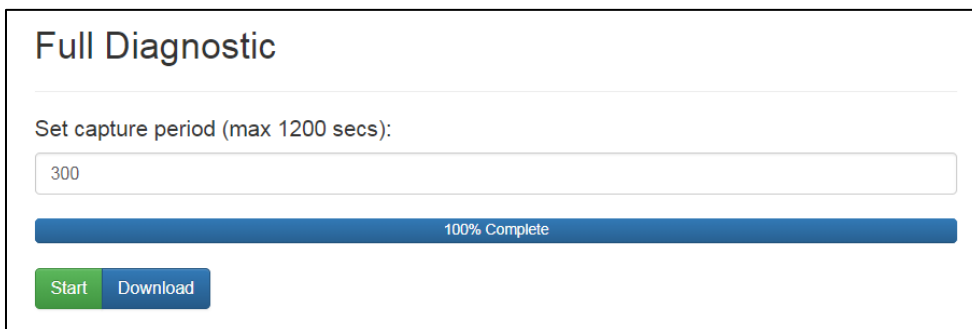 Full Diagnostic
Set capture period (max 1200 secs):
300
100% Complete
Start Download